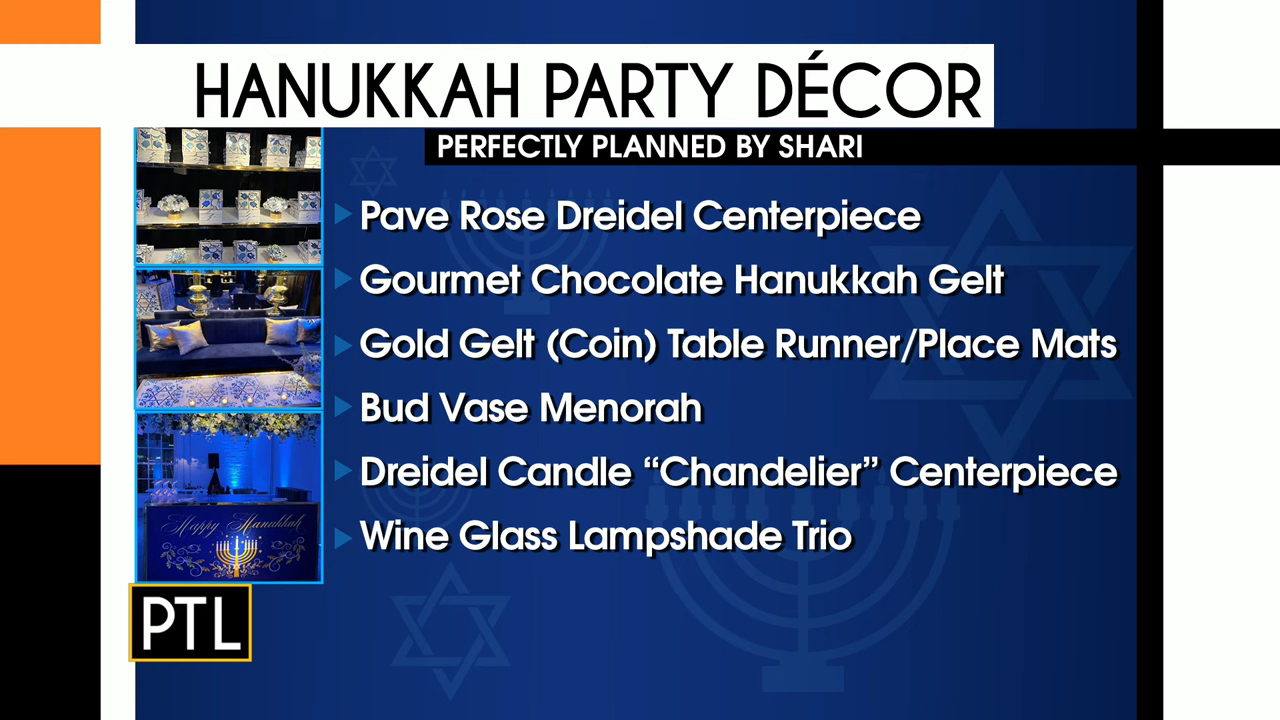 HANUKKAH PARTY DÉCOR
PERFECTLY PLANNED BY SHARI
Pave Rose Dreidel Centerpiece
Gourmet Chocolate Hanukkah Gelt
Gold Gelt (Coin) Table Runner/Place Mats
Bud Vase Menorah
Dreidel Candle “Chandelier” Centerpiece
Wine Glass Lampshade Trio
Happy Hanukkah
PTL